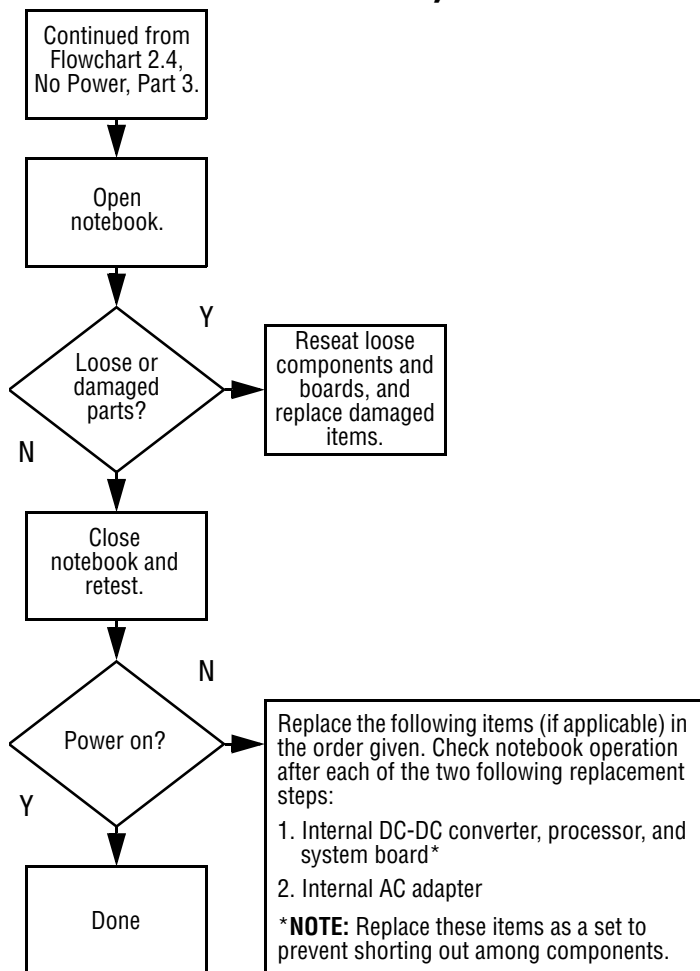 Continued from
Flowchart 2.4,
No Power, Part 3.
Open
notebook.
Y
Loose or
damaged
parts?
Reseat loose
components and
boards, and
replace damaged
items.
N
Close
notebook and
retest.
N
Power on?
Replace the following items (if applicable) in
the order given. Check notebook operation
after each of the two following replacement
steps:
1. Internal DC-DC converter, processor, and
system board*
2. Internal AC adapter
*NOTE: Replace these items as a set to
prevent shorting out among components.
Y
Done